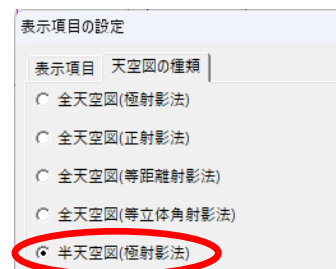 表示項目の設定
表示項目 天空図の種類
全天空図(極射影法)
全天空図(正射影法)
全天空図(等距離射影法)
全天空図(等立体角射影法)
半天空図(極射影法)